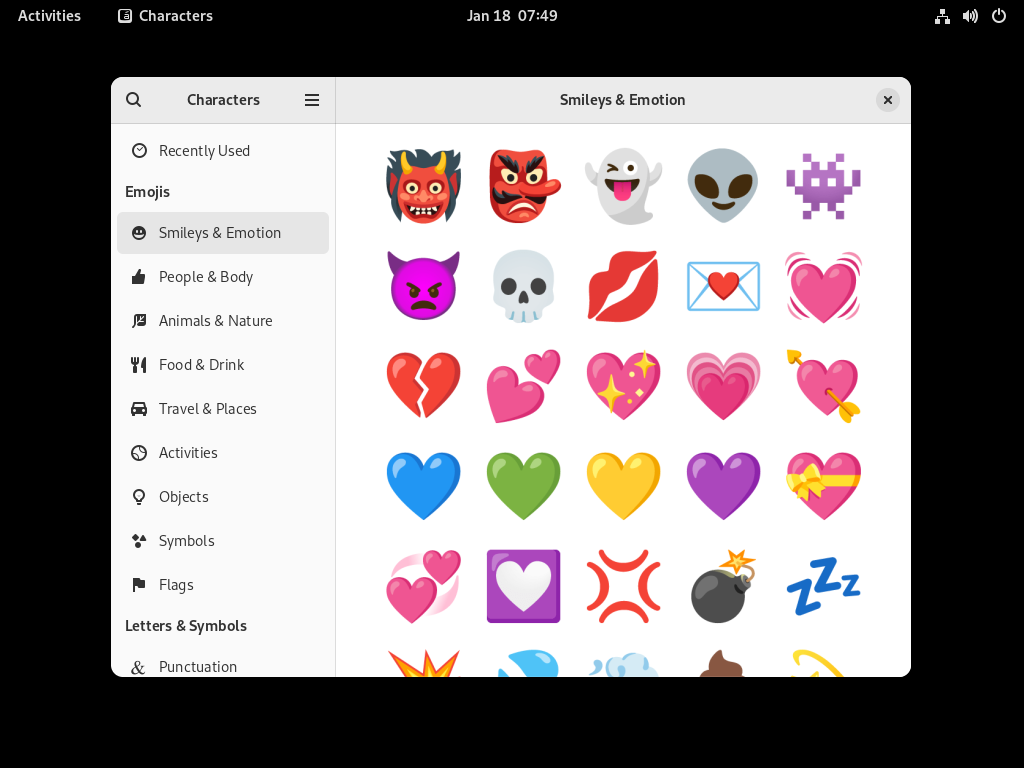 Activities
Characters
Jan 18 07:49
Characters
Smileys & Emotion
Recently Used
Emojis
Smileys & Emotion
People & Body
Animals & Nature
Food & Drink
Travel & Places
Activities
Objects
Symbols
Flags
Letters & Symbols
& Punctuation